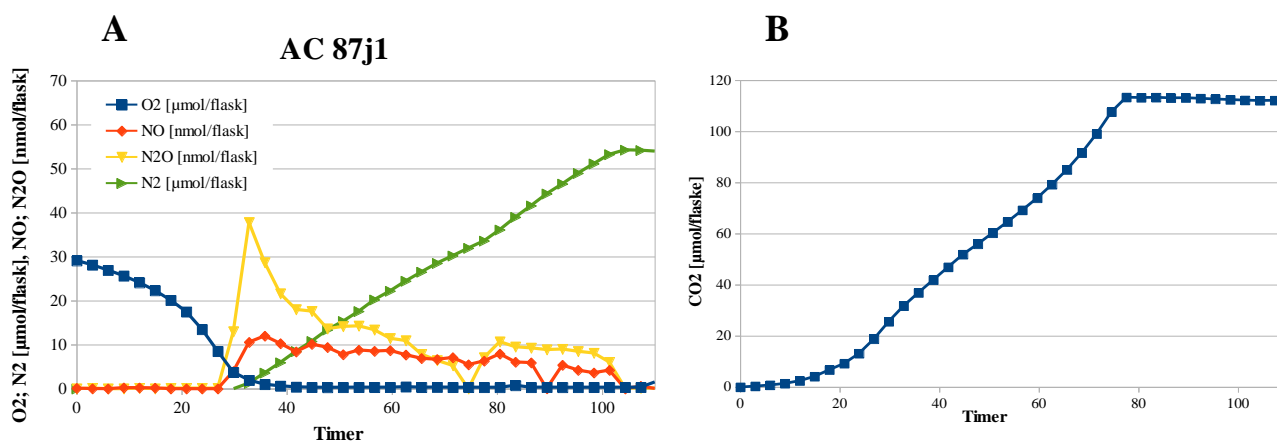 A
AC 87j1
O2; N2 [µmol/flask], NO; N2O [nmol/flask]
70
60
50
40
30
20
10
0
O2 [µmol/flask]
NO [nmol/flask]
N2O [nmol/flask]
N2 [µmol/flask]
0 20 40 60 80 100
Timer
B
CO2 [µmol/flaske]
120
100
80
60
40
20
0
0 20 40 60 80 100
Timer